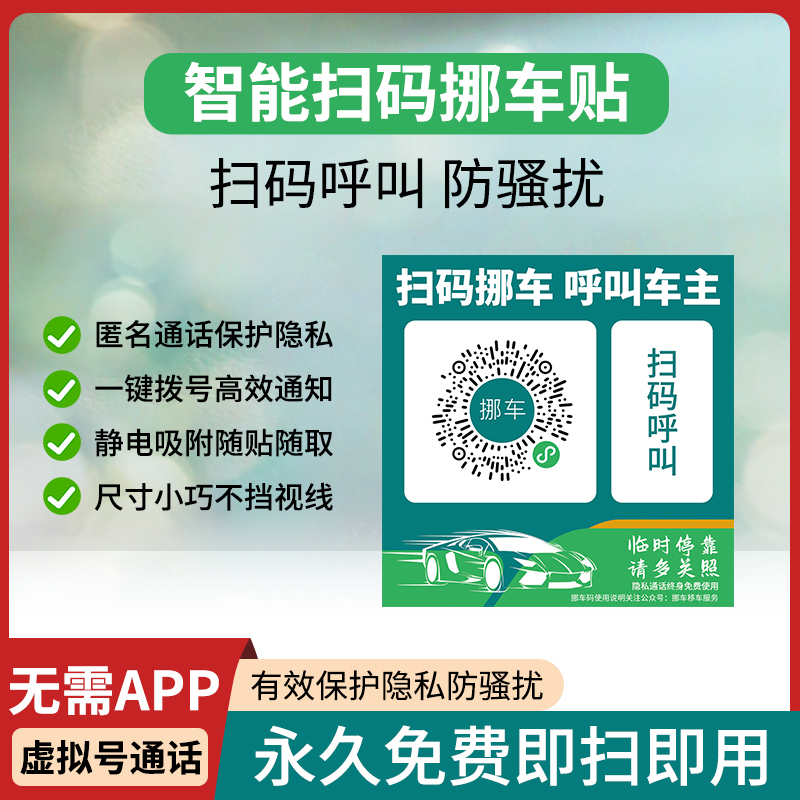 智能扫码挪车贴
扫码呼叫 防骚扰
匿名通话保护隐私
一键拨号高效通知
静电吸附随贴随取
尺寸小巧不挡视线
扫码挪车 呼叫车主
挪车
扫码呼叫
临时停靠
请多关照
隐私通话终身免费使用
挪车码使用说明关注公众号：挪车移车服务
无需APP
有效保护隐私防骚扰
虚拟号通话
永久免费即扫即用